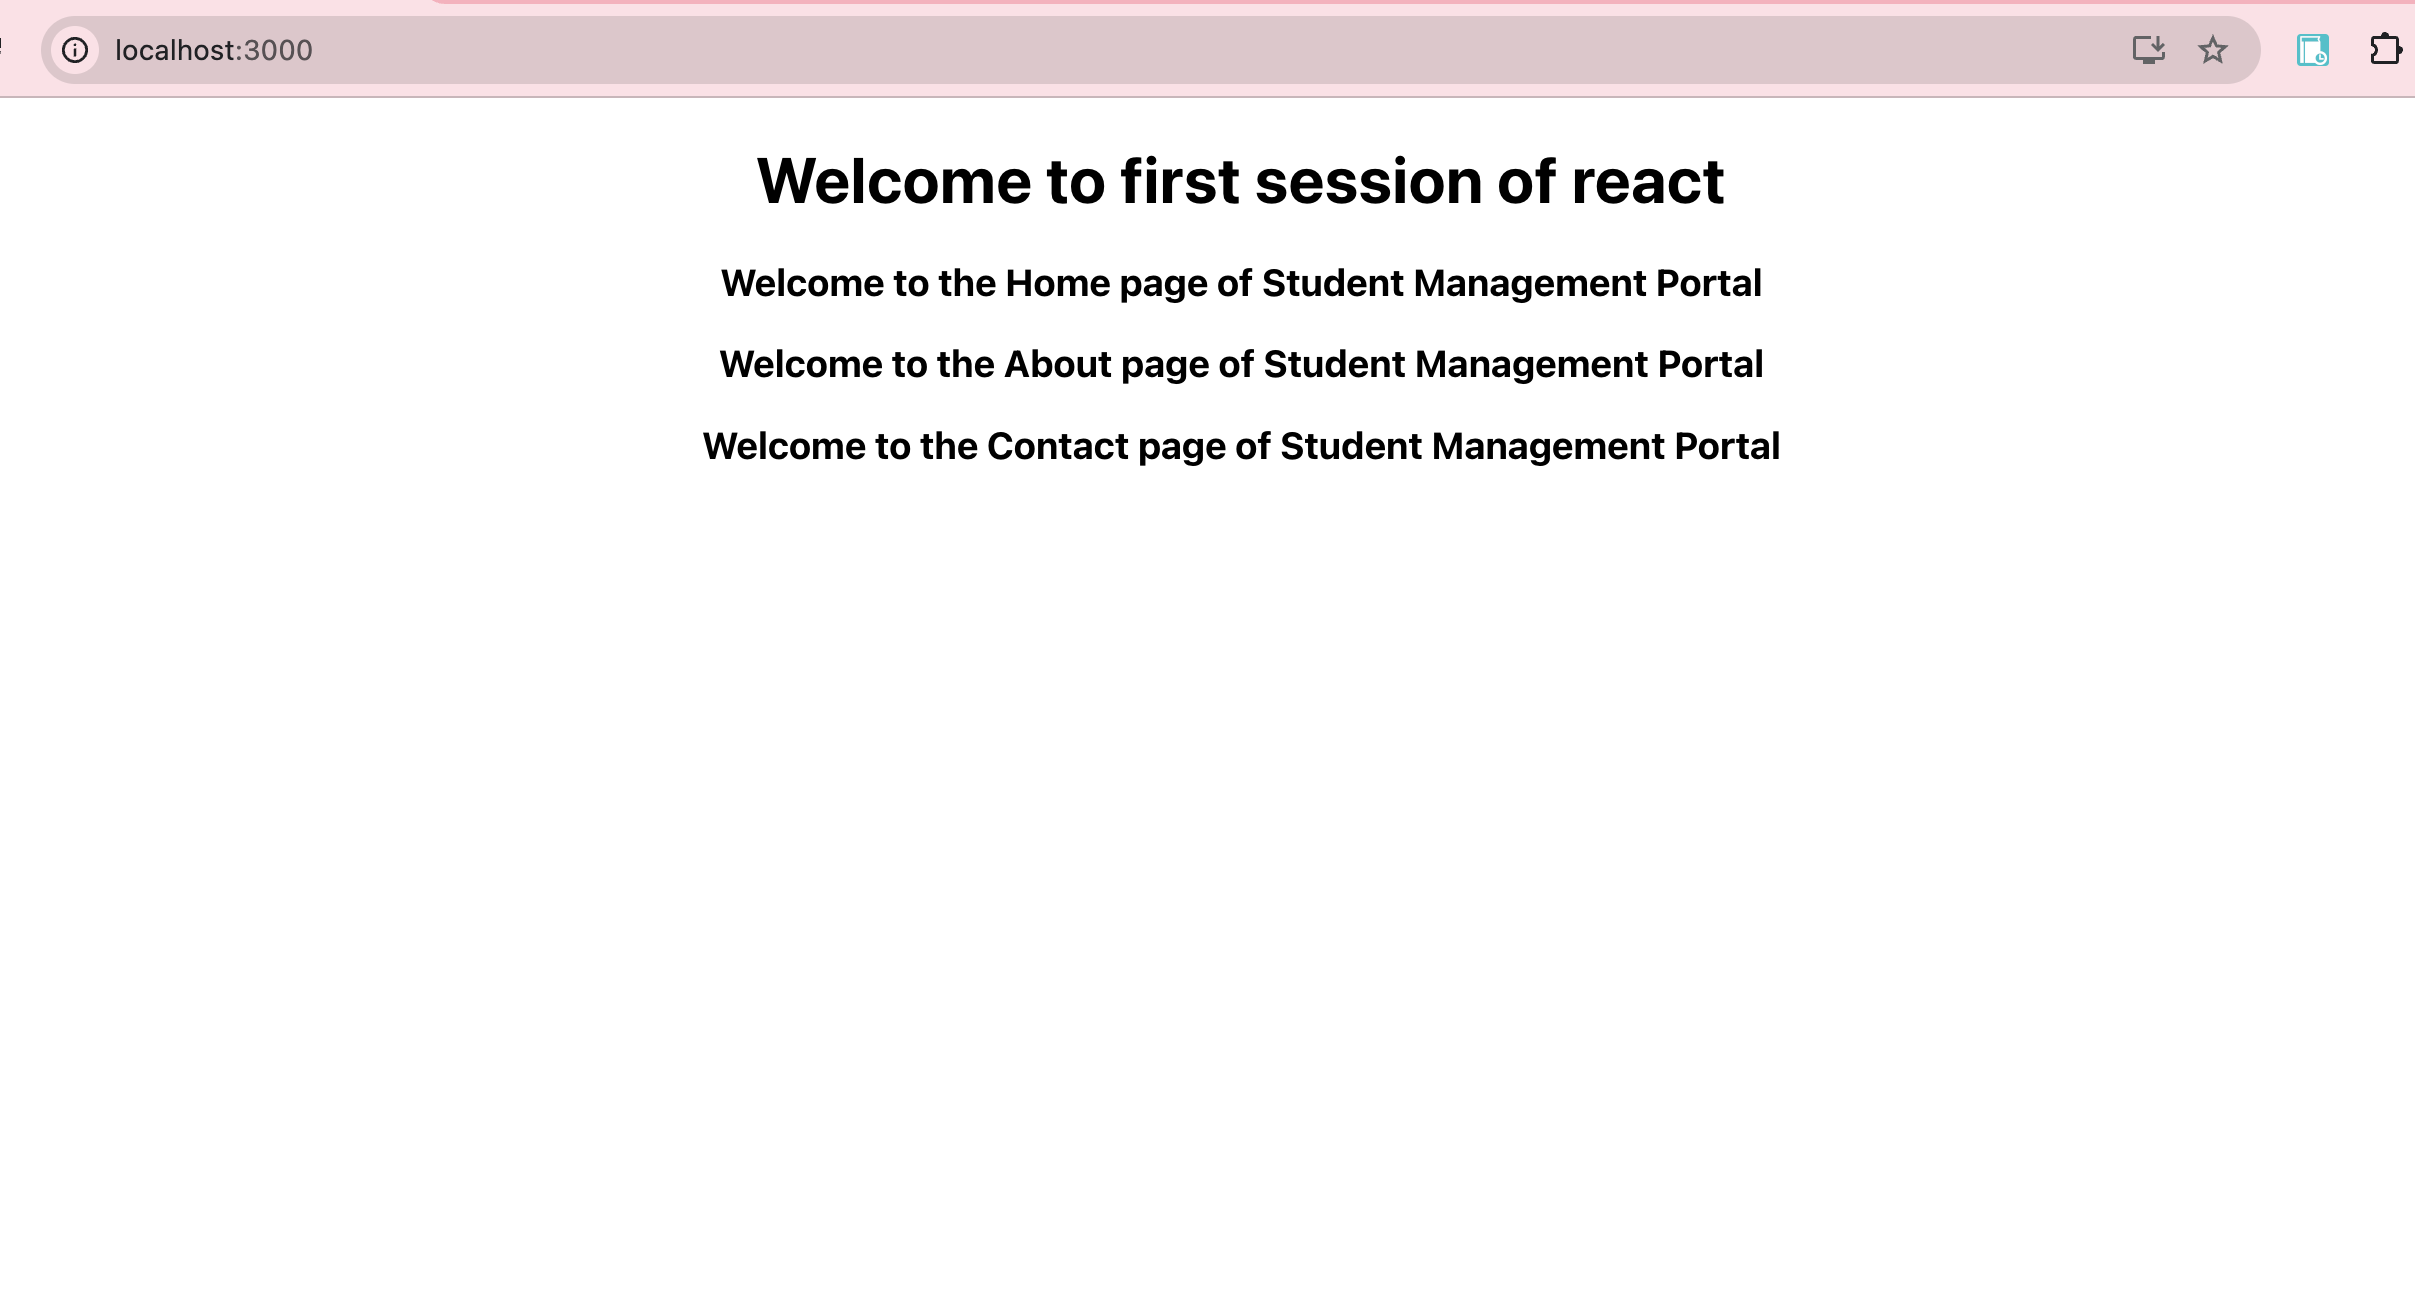 localhost:3000
Welcome to first session of react
Welcome to the Home page of Student Management Portal
Welcome to the About page of Student Management Portal
Welcome to the Contact page of Student Management Portal